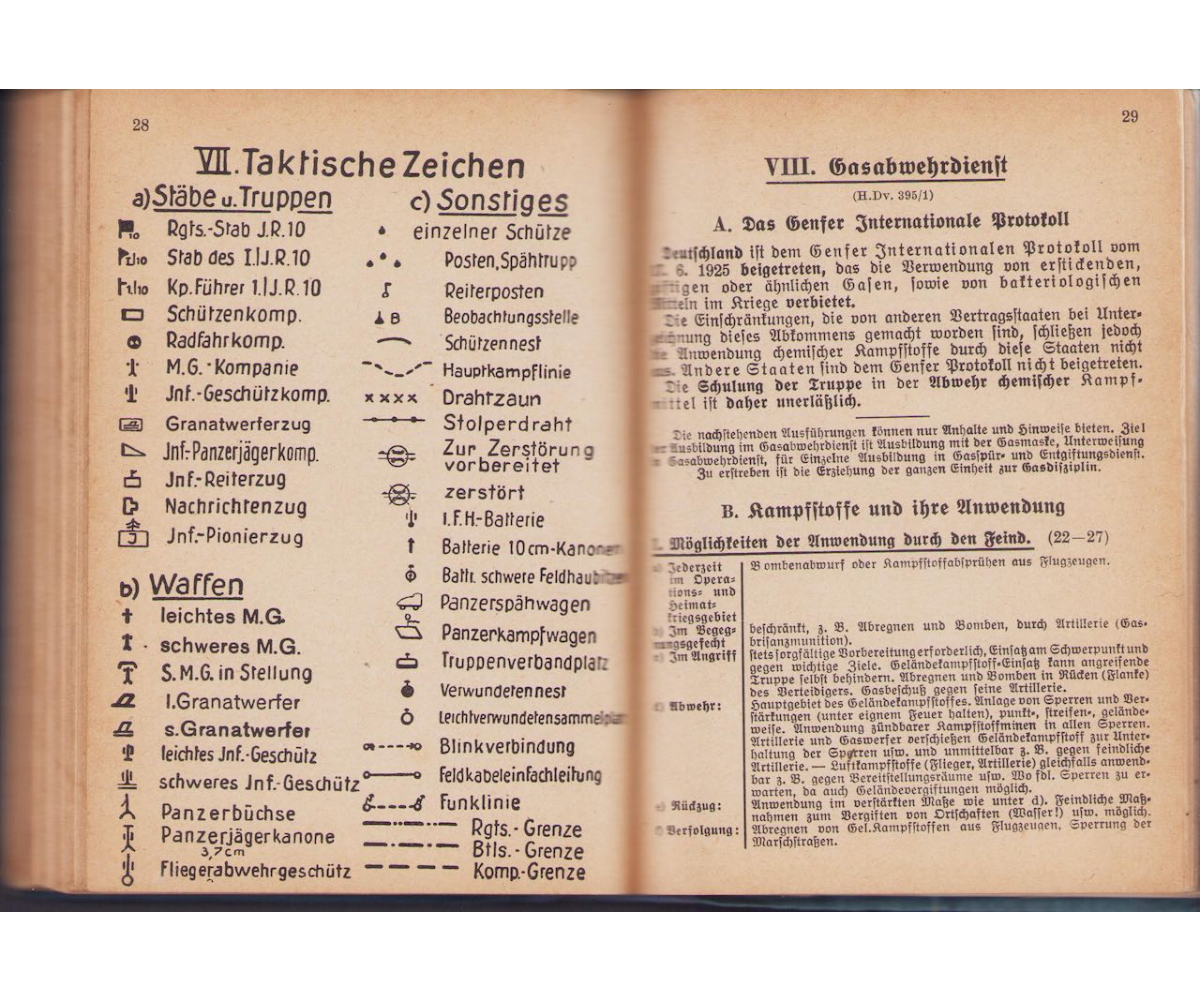 28
VII. Taktische Zeichen
a) Stäbe u. Truppen
Rgts.-Stab J.R.10
Stab des I.IJ.R.10
Kp.Führer 1.IJ.R.10
Schützenkomp.
Radfahrkomp.
M.G.-Kompanie
Jnf.-Geschützkomp.
Granatwerferzug
Jnf.-Panzerjägerkomp.
Jnf.-Reiterzug
Nachrichtenzug
Jnf.-Pionierzug
b) Waffen
leichtes M.G.
schweres M.G.
S.M.G. in Stellung
l.Granatwerfer
s.Granatwerfer
leichtes Jnf.-Geschütz
schweres Jnf.-Geschütz
Panzerbüchse
Panzerjägerkanone
3,7cm
Fliegerabwehrgeschütz
c) Sonstiges
einzelner Schütze
Posten, Spähtrupp
Reiterposten
B Beobachtungsstelle
Schützennest
Hauptkampflinie
Drahtzaun
Stolperdraht
Zur Zerstörung
vorbereitet
zerstört
l.F.H.-Batterie
Batterie 10cm-Kanonen
Battr. schwere Feldhaubitzen
Panzerspähwagen
Panzerkampfwagen
Truppenverbandplatz
Verwundetennest
Leichtverwundetensammelplatz
Blinkverbindung
Feldkabeleinfachleitung
Funklinie
Rgts.-Grenze
Btls.-Grenze
Komp.-Grenze
29
VIII. Gasabwehrdienst
(H.Dv. 395/1)
A. Das Genfer Internationale Protokoll
Deutschland ist dem Genfer Internationalen Protokoll vom
6. 1925 beigetreten, das die Verwendung von erstickenden,
giftigen oder ähnlichen Gasen, sowie von bakteriologischen
Mitteln im Kriege verbietet.
Die Einschränkungen, die von anderen Vertragsstaaten bei Unter-
zeichnung dieses Abkommens gemacht worden sind, schließen jedoch
die Anwendung chemischer Kampfstoffe durch diese Staaten nicht
aus. Andere Staaten sind dem Genfer Protokoll nicht beigetreten.
Die Schulung der Truppe in der Abwehr chemischer Kampf-
mittel ist daher unerläßlich.
Die nachstehenden Ausführungen können nur Anhalte und Hinweise bieten. Ziel
der Ausbildung im Gasabwehrdienst ist Ausbildung mit der Gasmaske, Unterweisung
Gasabwehrdienst, für Einzelne Ausbildung in Gasspür- und Entgiftungsdienst.
Zu erstreben ist die Erziehung der ganzen Einheit zur Gasdisziplin.
B. Kampfstoffe und ihre Anwendung
Möglichkeiten der Anwendung durch den Feind. (22—27)
Jederzeit
im Opera-
tions- und
Heimat-
kriegsgebiet
Bombenabwurf oder Kampfstoffabsprühen aus Flugzeugen.
Im Begeg-
nungsgefecht
beschränkt, z. B. Abregnen und Bomben, durch Artillerie (Gas-
brisanzmunition).
Im Angriff
stets sorgfältige Vorbereitung erforderlich, Einsatz am Schwerpunkt und
gegen wichtige Ziele. Geländekampfstoff-Einsatz kann angreifende
Truppe selbst behindern. Abregnen und Bomben in Rücken (Flanke)
des Verteidigers. Gasbeschuß gegen seine Artillerie.
Abwehr:
Hauptgebiet des Geländekampfstoffes. Anlage von Sperren und Ver-
stärkungen (unter eignem Feuer halten), punkt-, streifen-, gelände-
weise. Anwendung zündbarer Kampfstoffminen in allen Sperren.
Artillerie und Gaswerfer verschießen Geländekampfstoff zur Unter-
haltung der Sperren usw. und unmittelbar z. B. gegen feindliche
Artillerie. — Luftkampfstoffe (Flieger, Artillerie) gleichfalls anwend-
bar z. B. gegen Bereitstellungsräume usw. Wo fdl. Sperren zu er-
warten, da auch Geländevergiftungen möglich.
e) Rückzug:
Anwendung im verstärkten Maße wie unter d). Feindliche Maß-
nahmen zum Vergiften von Ortschaften (Wasser!) usw. möglich.
Verfolgung:
Abregnen von Gel.Kampfstoffen aus Flugzeugen, Sperrung der
Marschstraßen.